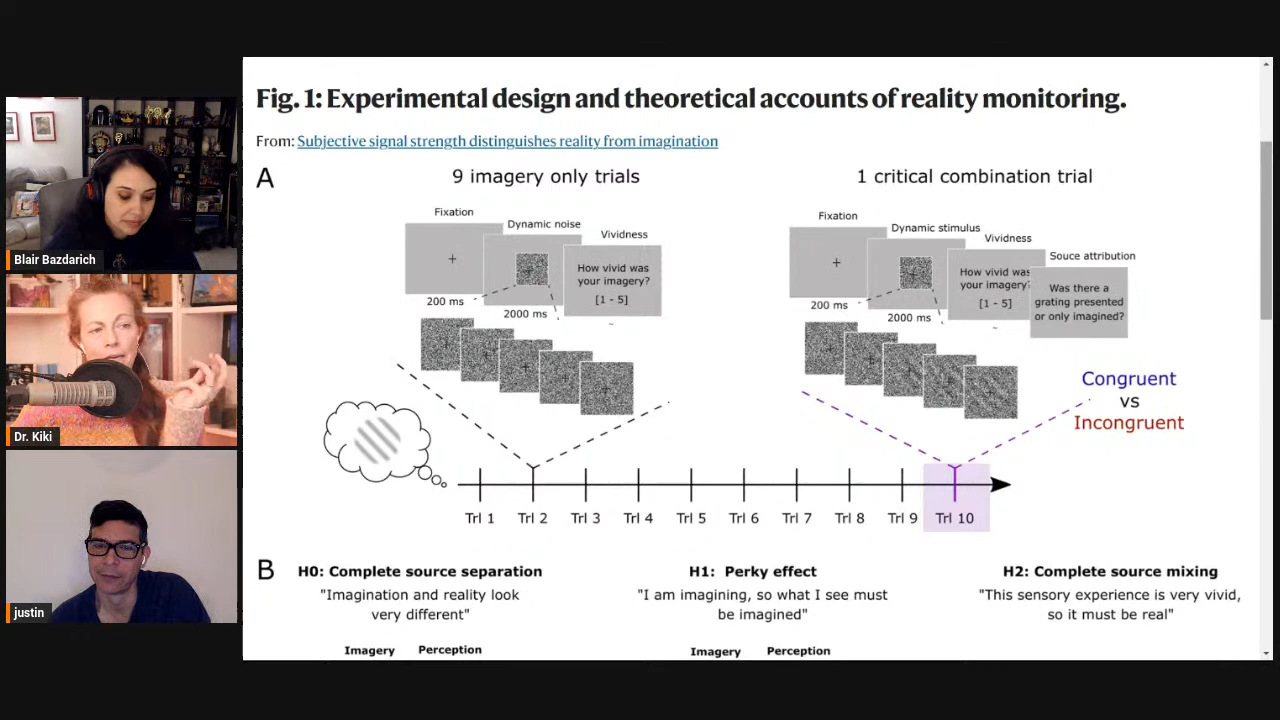 Blair Bazdarich
Dr. Kiki
justin
Fig. 1: Experimental design and theoretical accounts of reality monitoring.
From: Subjective signal strength distinguishes reality from imagination
A
9 imagery only trials
Fixation
Dynamic noise
Vividness
How vivid was
your imagery?
[1 - 5]
200 ms
2000 ms
1 critical combination trial
Fixation
Dynamic stimulus
Vividness
Souce attribution
How vivid was
your imagery?
[1 - 5]
Was there a
grating presented
or only imagined?
200 ms
2000 ms
Congruent
vs
Incongruent
Trl 1 Trl 2 Trl 3 Trl 4 Trl 5 Trl 6 Trl 7 Trl 8 Trl 9 Trl 10
B
H0: Complete source separation
"Imagination and reality look
very different"
Imagery Perception
H1: Perky effect
"I am imagining, so what I see must
be imagined"
Imagery Perception
H2: Complete source mixing
"This sensory experience is very vivid,
so it must be real"